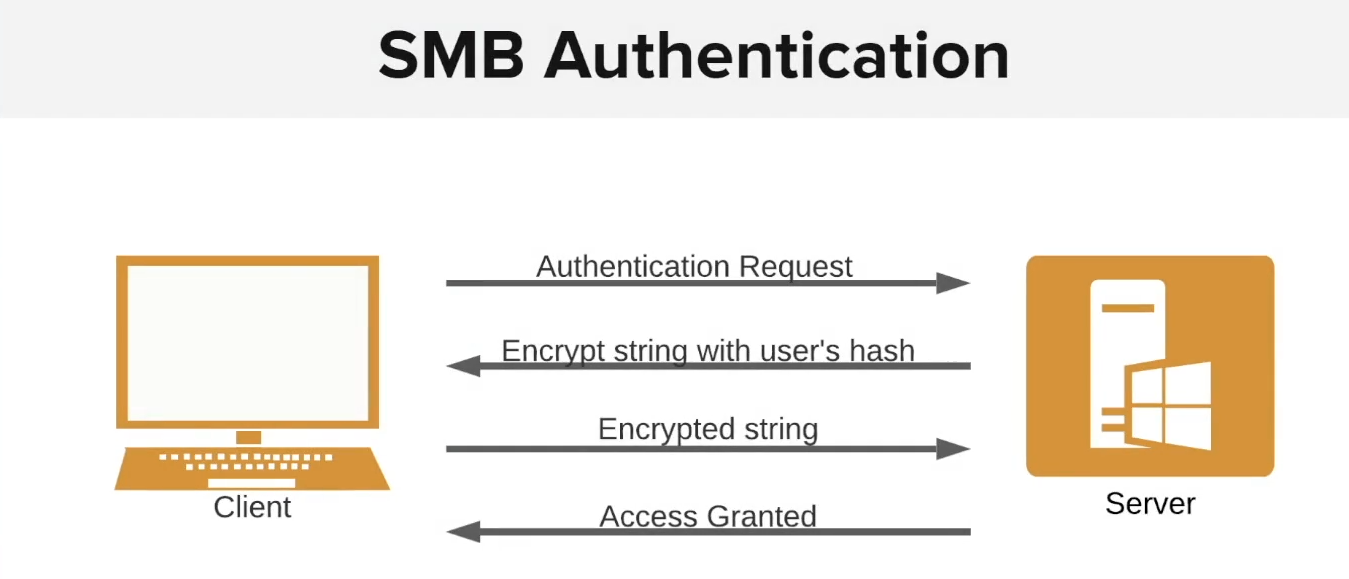 SMB Authentication
Authentication Request
Encrypt string with user's hash
Encrypted string
Access Granted
Client
Server